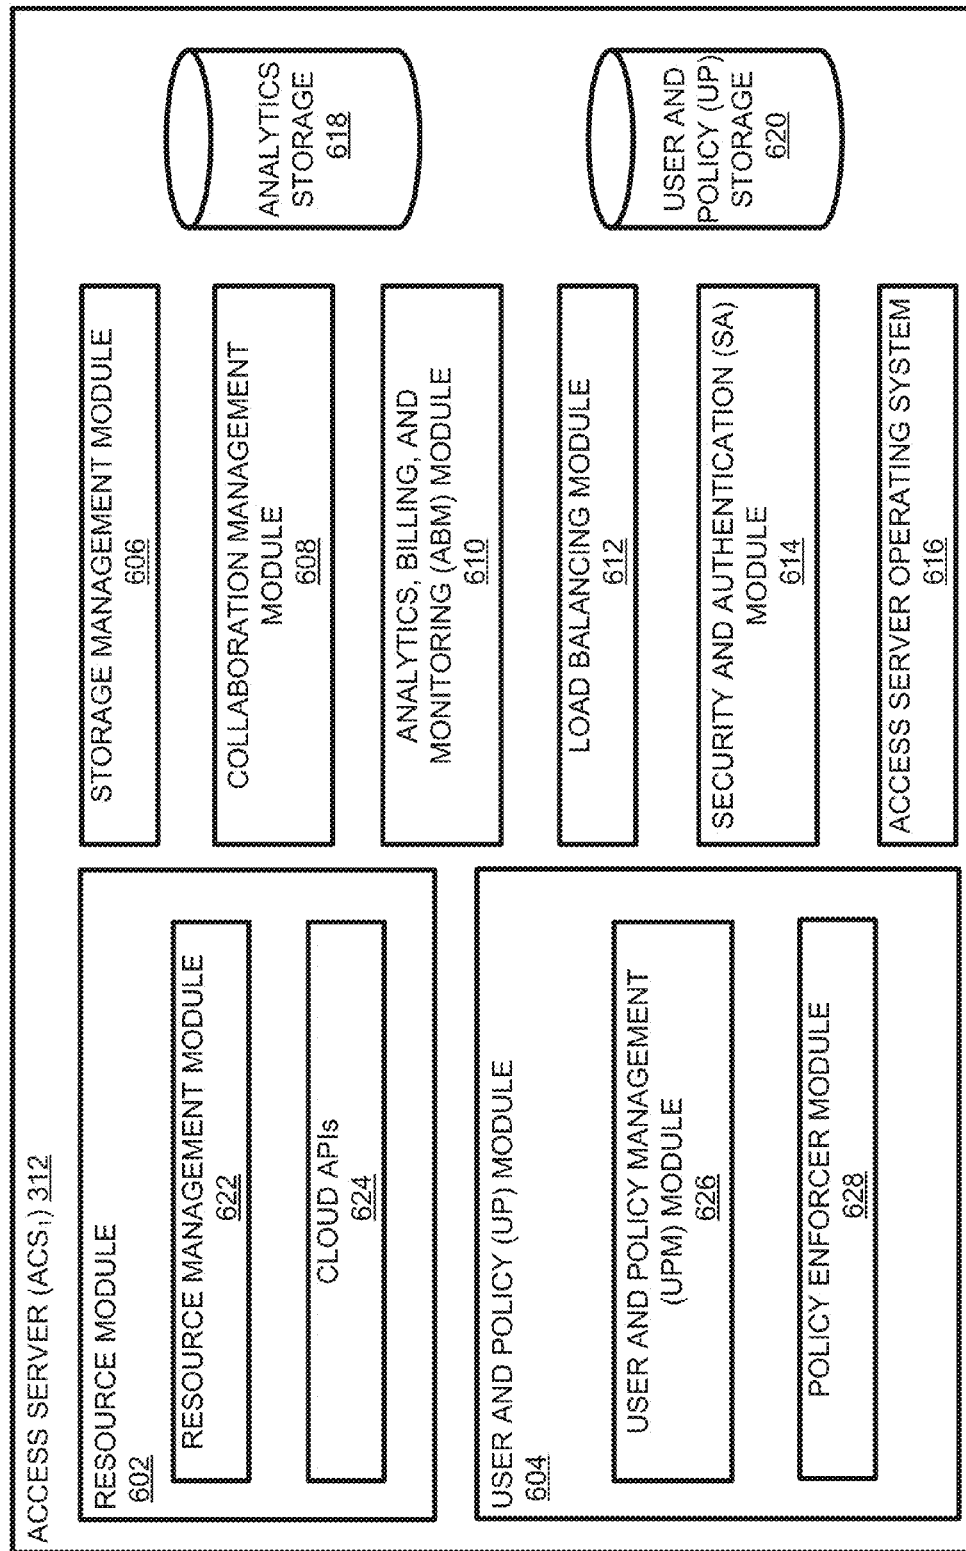 ACCESS SERVER (ACS₁) 312
RESOURCE MODULE
602
RESOURCE MANAGEMENT MODULE
622
CLOUD APIs
624
USER AND POLICY (UP) MODULE
604
USER AND POLICY MANAGEMENT
(UPM) MODULE
626
POLICY ENFORCER MODULE
628
STORAGE MANAGEMENT MODULE
606
COLLABORATION MANAGEMENT
MODULE
608
ANALYTICS, BILLING, AND
MONITORING (ABM) MODULE
610
LOAD BALANCING MODULE
612
SECURITY AND AUTHENTICATION (SA)
MODULE
614
ACCESS SERVER OPERATING SYSTEM
616
ANALYTICS
STORAGE
618
USER AND
POLICY (UP)
STORAGE
620